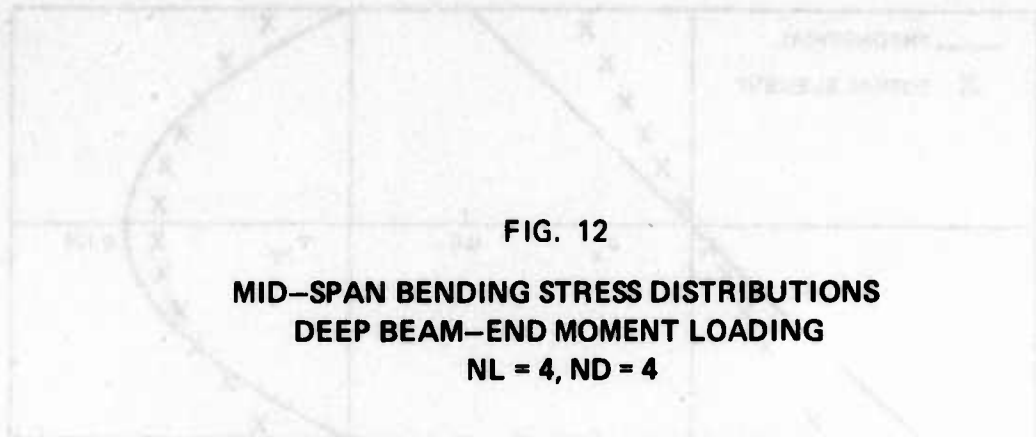 FIG. 12
MID–SPAN BENDING STRESS DISTRIBUTIONS
DEEP BEAM–END MOMENT LOADING
NL = 4, ND = 4